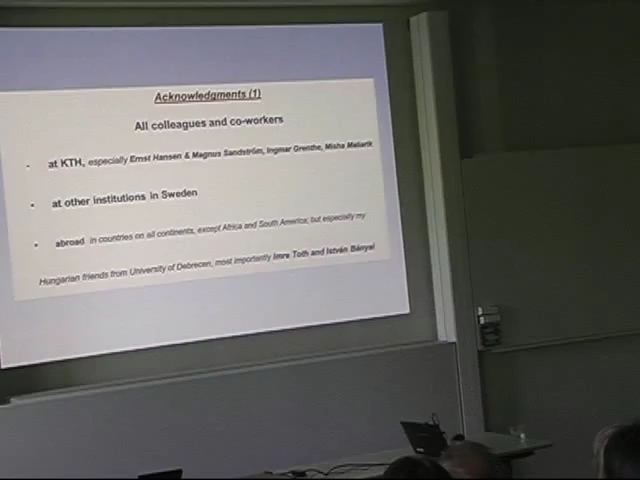 Acknowledgments (1)
All colleagues and co-workers
- at KTH, especially Ernst Hansen & Magnus Sandström, Ingmar Grenthe, Misha Maliarik
• at other institutions in Sweden
• abroad in countries on all continents, except Africa and South America; but especially my
Hungarian friends from University of Debrecen, most importantly Imre Toth and István Bányai